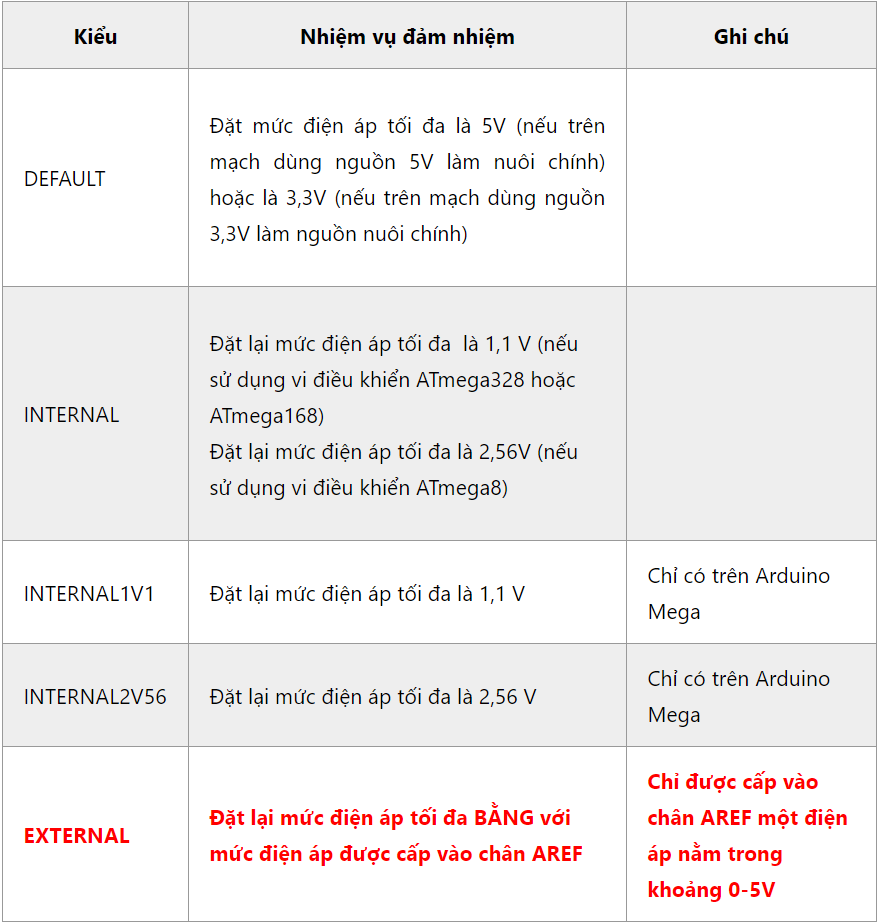 Kiểu
Nhiệm vụ đảm nhiệm
Ghi chú
DEFAULT
Đặt mức điện áp tối đa là 5V (nếu trên
mạch dùng nguồn 5V làm nuôi chính)
hoặc là 3,3V (nếu trên mạch dùng nguồn
3,3V làm nguồn nuôi chính)
INTERNAL
Đặt lại mức điện áp tối đa  là 1,1 V (nếu
sử dụng vi điều khiển ATmega328 hoặc
ATmega168)
Đặt lại mức điện áp tối đa là 2,56V (nếu
sử dụng vi điều khiển ATmega8)
INTERNAL1V1
Đặt lại mức điện áp tối đa là 1,1 V
Chỉ có trên Arduino
Mega
INTERNAL2V56
Đặt lại mức điện áp tối đa là 2,56 V
Chỉ có trên Arduino
Mega
EXTERNAL
Đặt lại mức điện áp tối đa BẰNG với
mức điện áp được cấp vào chân AREF
Chỉ được cấp vào
chân AREF một điện
áp nằm trong
khoảng 0-5V